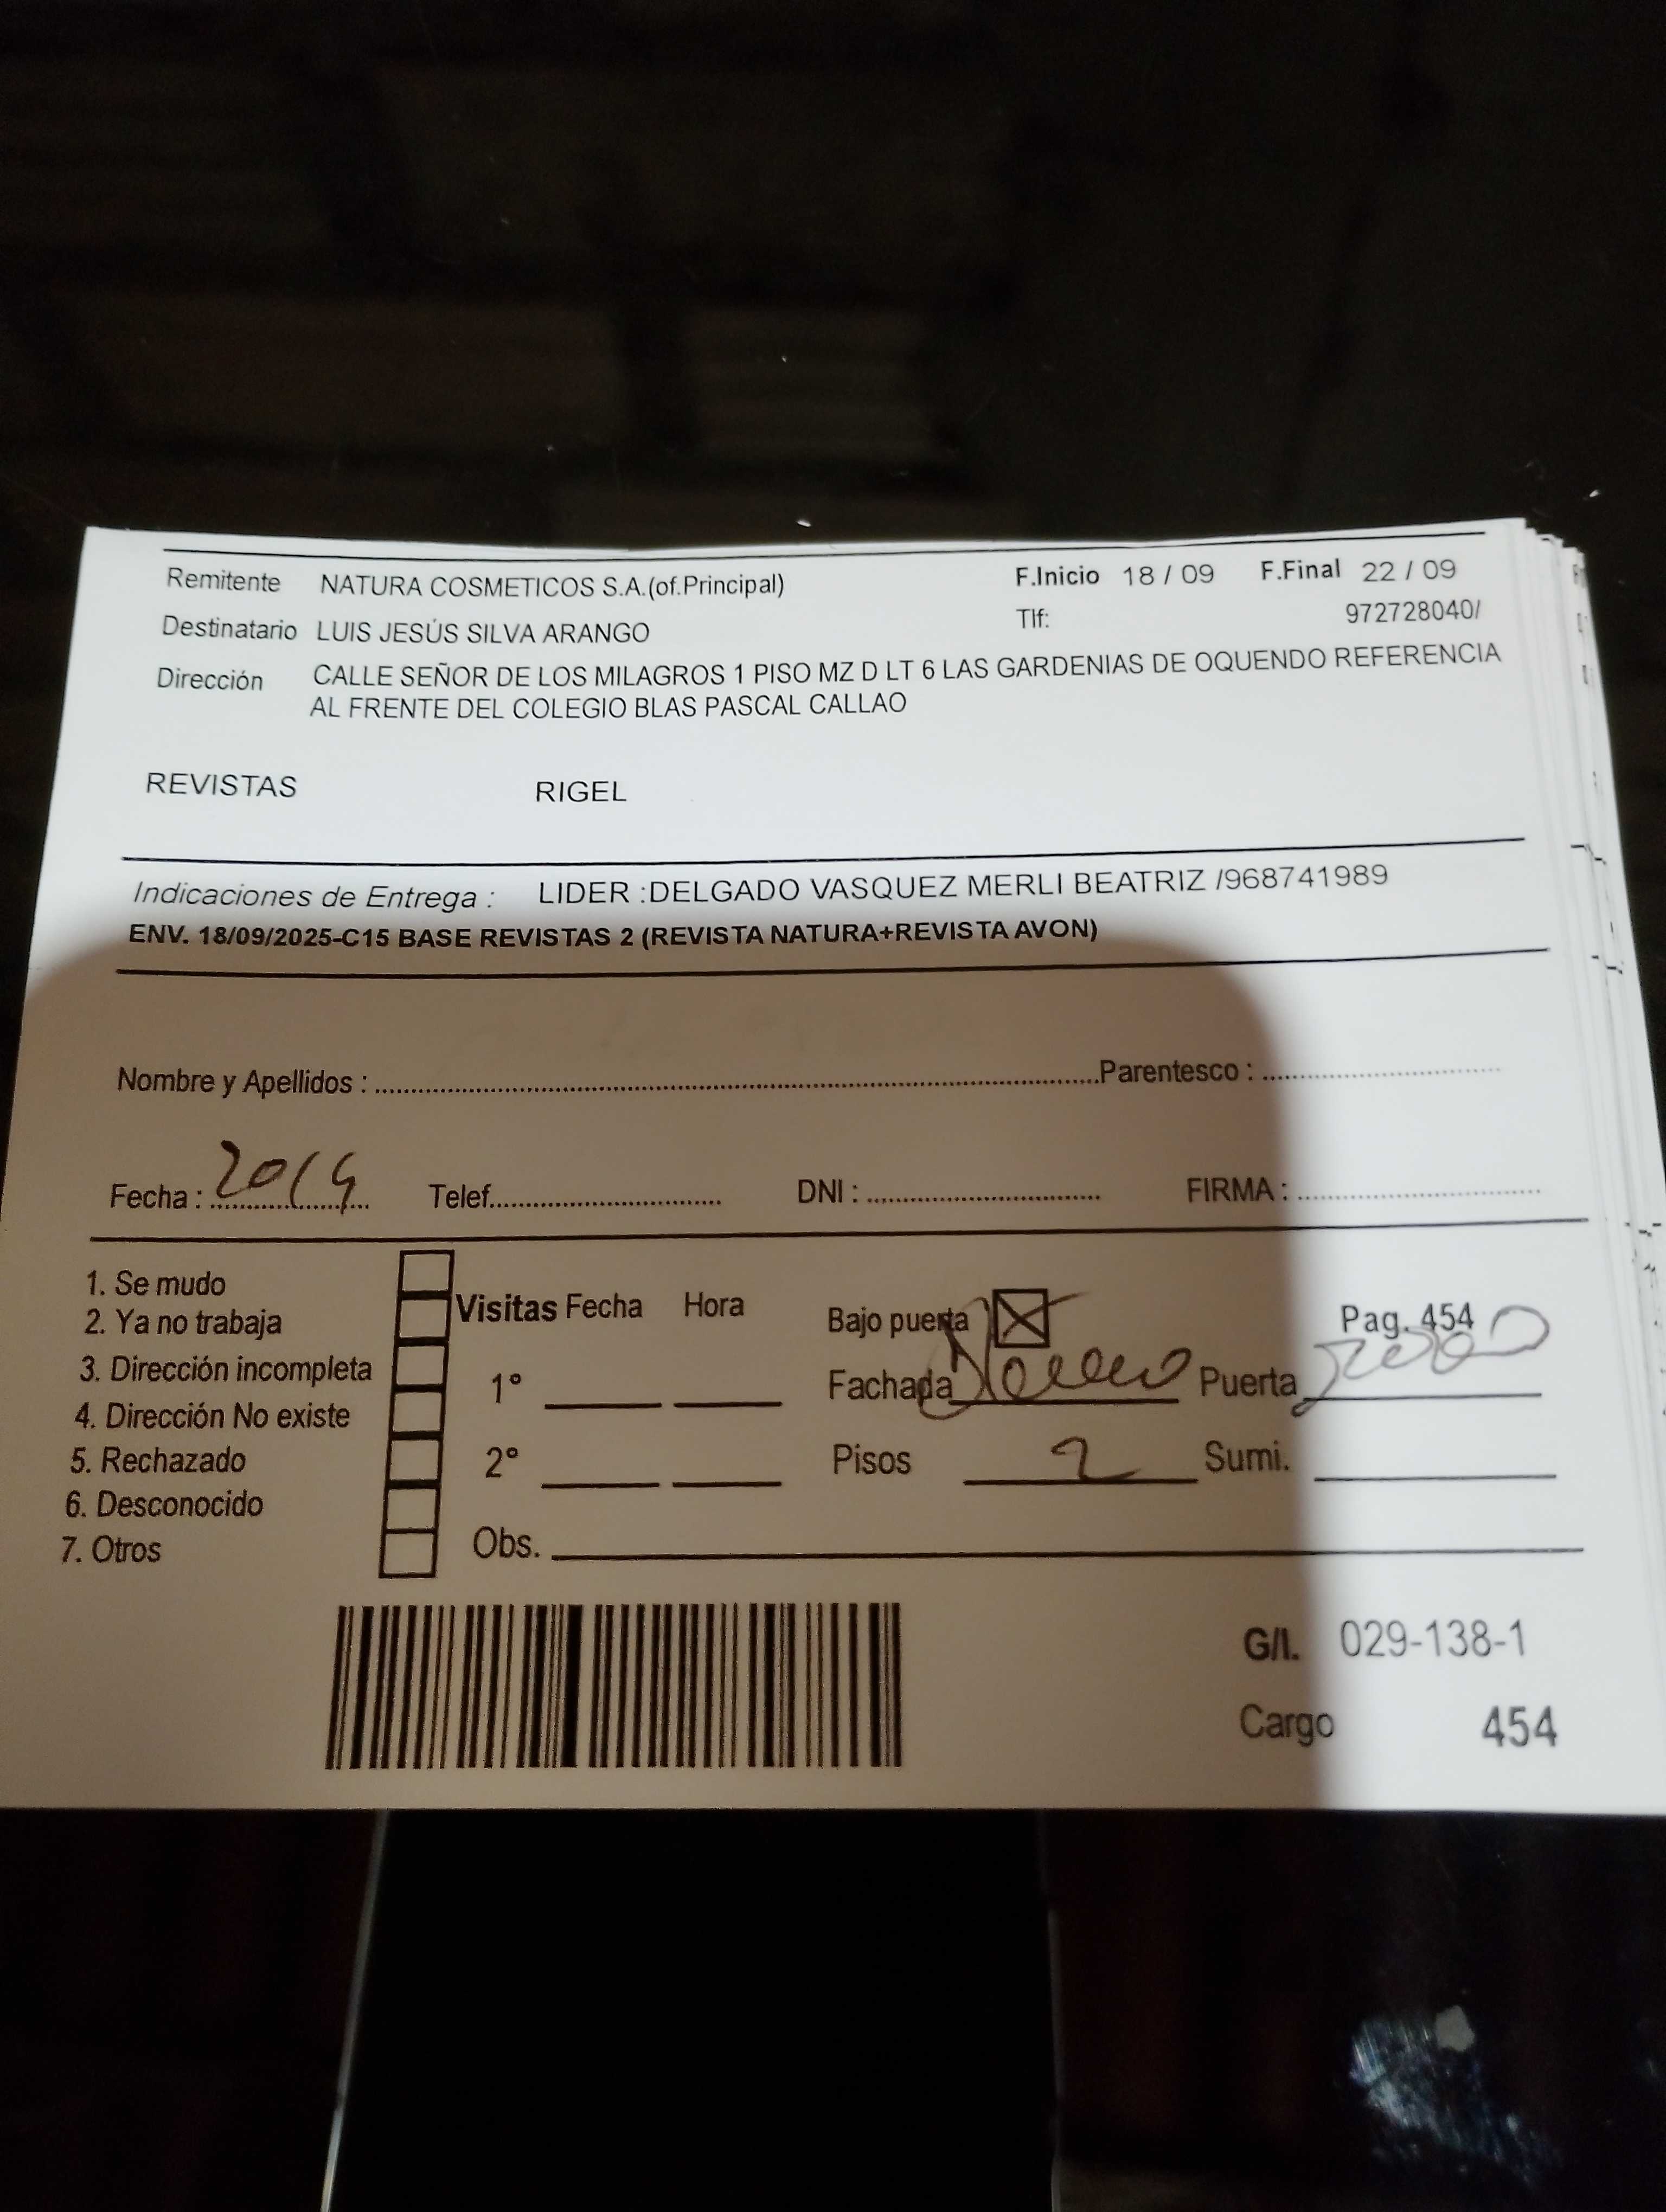 Remitente NATURA COSMETICOS S.A.(of.Principal) F.Inicio 18 / 09 F.Final 22 / 09
Destinatario LUIS JESÚS SILVA ARANGO Tlf: 972728040/
Dirección CALLE SEÑOR DE LOS MILAGROS 1 PISO MZ D LT 6 LAS GARDENIAS DE OQUENDO REFERENCIA
AL FRENTE DEL COLEGIO BLAS PASCAL CALLAO
REVISTAS RIGEL
Indicaciones de Entrega : LIDER :DELGADO VASQUEZ MERLI BEATRIZ /968741989
ENV. 18/09/2025-C15 BASE REVISTAS 2 (REVISTA NATURA+REVISTA AVON)
Nombre y Apellidos : Parentesco :
Fecha : Telef. DNI : FIRMA :
1. Se mudo
2. Ya no trabaja
3. Dirección incompleta
4. Dirección No existe
5. Rechazado
6. Desconocido
7. Otros
Visitas Fecha Hora
1°
2°
Obs.
Bajo puerta Pag. 454
Fachada Puerta
Pisos 2 Sumi.
G/I. 029-138-1
Cargo 454